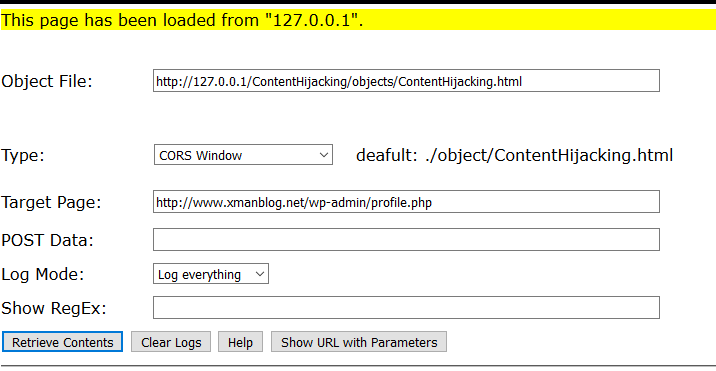 This page has been loaded from "127.0.0.1".
Object File: http://127.0.0.1/ContentHijacking/objects/ContentHijacking.html
Type: CORS Window deafult: ./object/ContentHijacking.html
Target Page: http://www.xmanblog.net/wp-admin/profile.php
POST Data:
Log Mode: Log everything
Show RegEx:
Retrieve Contents Clear Logs Help Show URL with Parameters